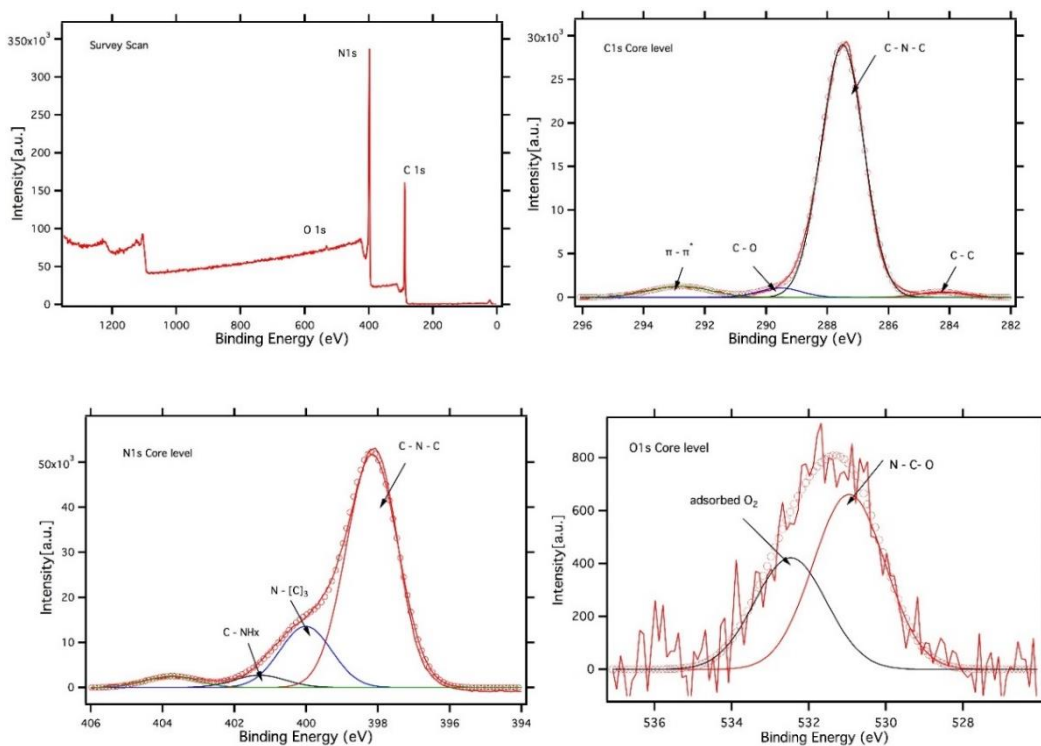 Survey Scan
350x10³
300
250
200
150
100
50
0
Intensity[a.u.]
N1s
C 1s
O 1s
1200
1000
800
600
400
200
0
Binding Energy (eV)
C1s Core level
30x10³
25
20
15
10
5
0
Intensity[a.u.]
C - N - C
C - O
π - π*
C - C
296
294
292
290
288
286
284
282
Binding Energy (eV)
N1s Core level
50x10³
40
30
20
10
0
Intensity[a.u.]
C - N - C
N - [C]₃
C - NHx
406
404
402
400
398
396
394
Binding Energy (eV)
O1s Core level
800
600
400
200
0
Intensity[a.u.]
N - C- O
adsorbed O₂
536
534
532
530
528
Binding Energy (eV)